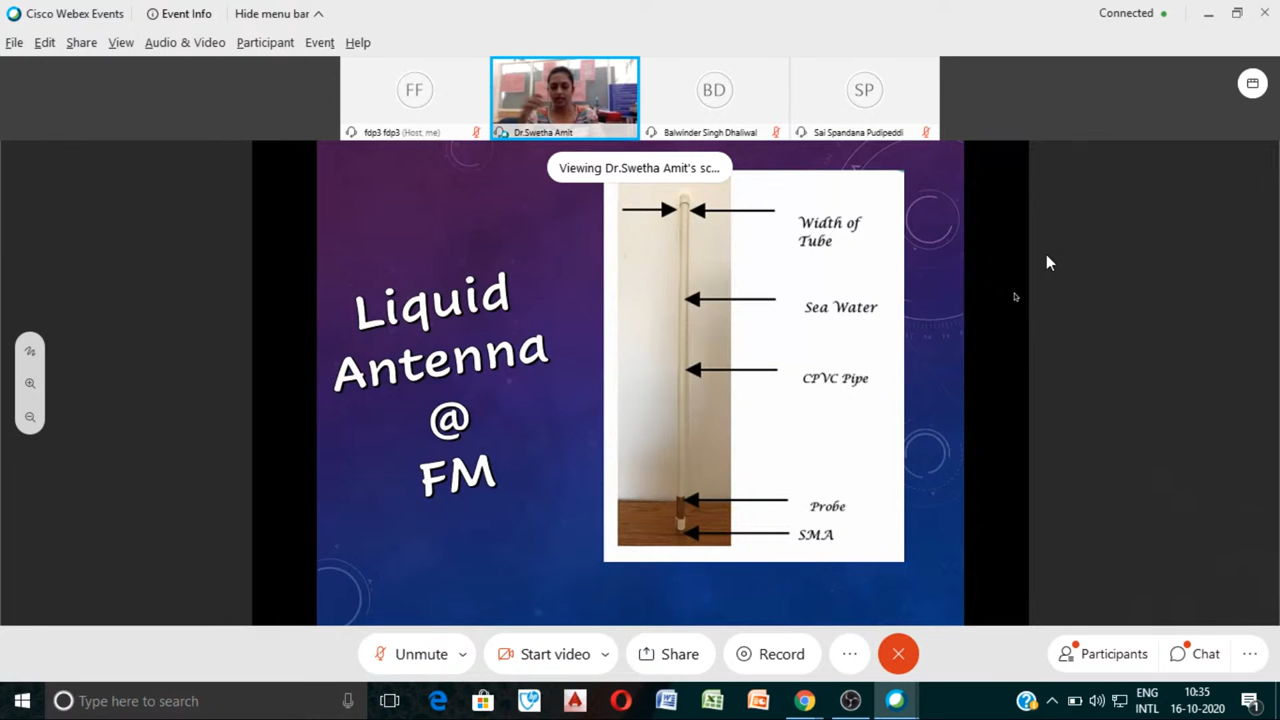 Cisco Webex Events
Event Info
Hide menu bar
Connected
File Edit Share View Audio & Video Participant Event Help
FF
BD
SP
fdp3 fdp3 (Host, me)
Dr.Swetha Amit
Balwinder Singh Dhaliwal
Sai Spandana Pudipeddi
Viewing Dr.Swetha Amit's sc...
Liquid
Antenna
@
FM
Width of
Tube
Sea Water
CPVC Pipe
Probe
SMA
Unmute
Start video
Share
Record
Participants
Chat
Type here to search
ENG
INTL
10:35
16-10-2020